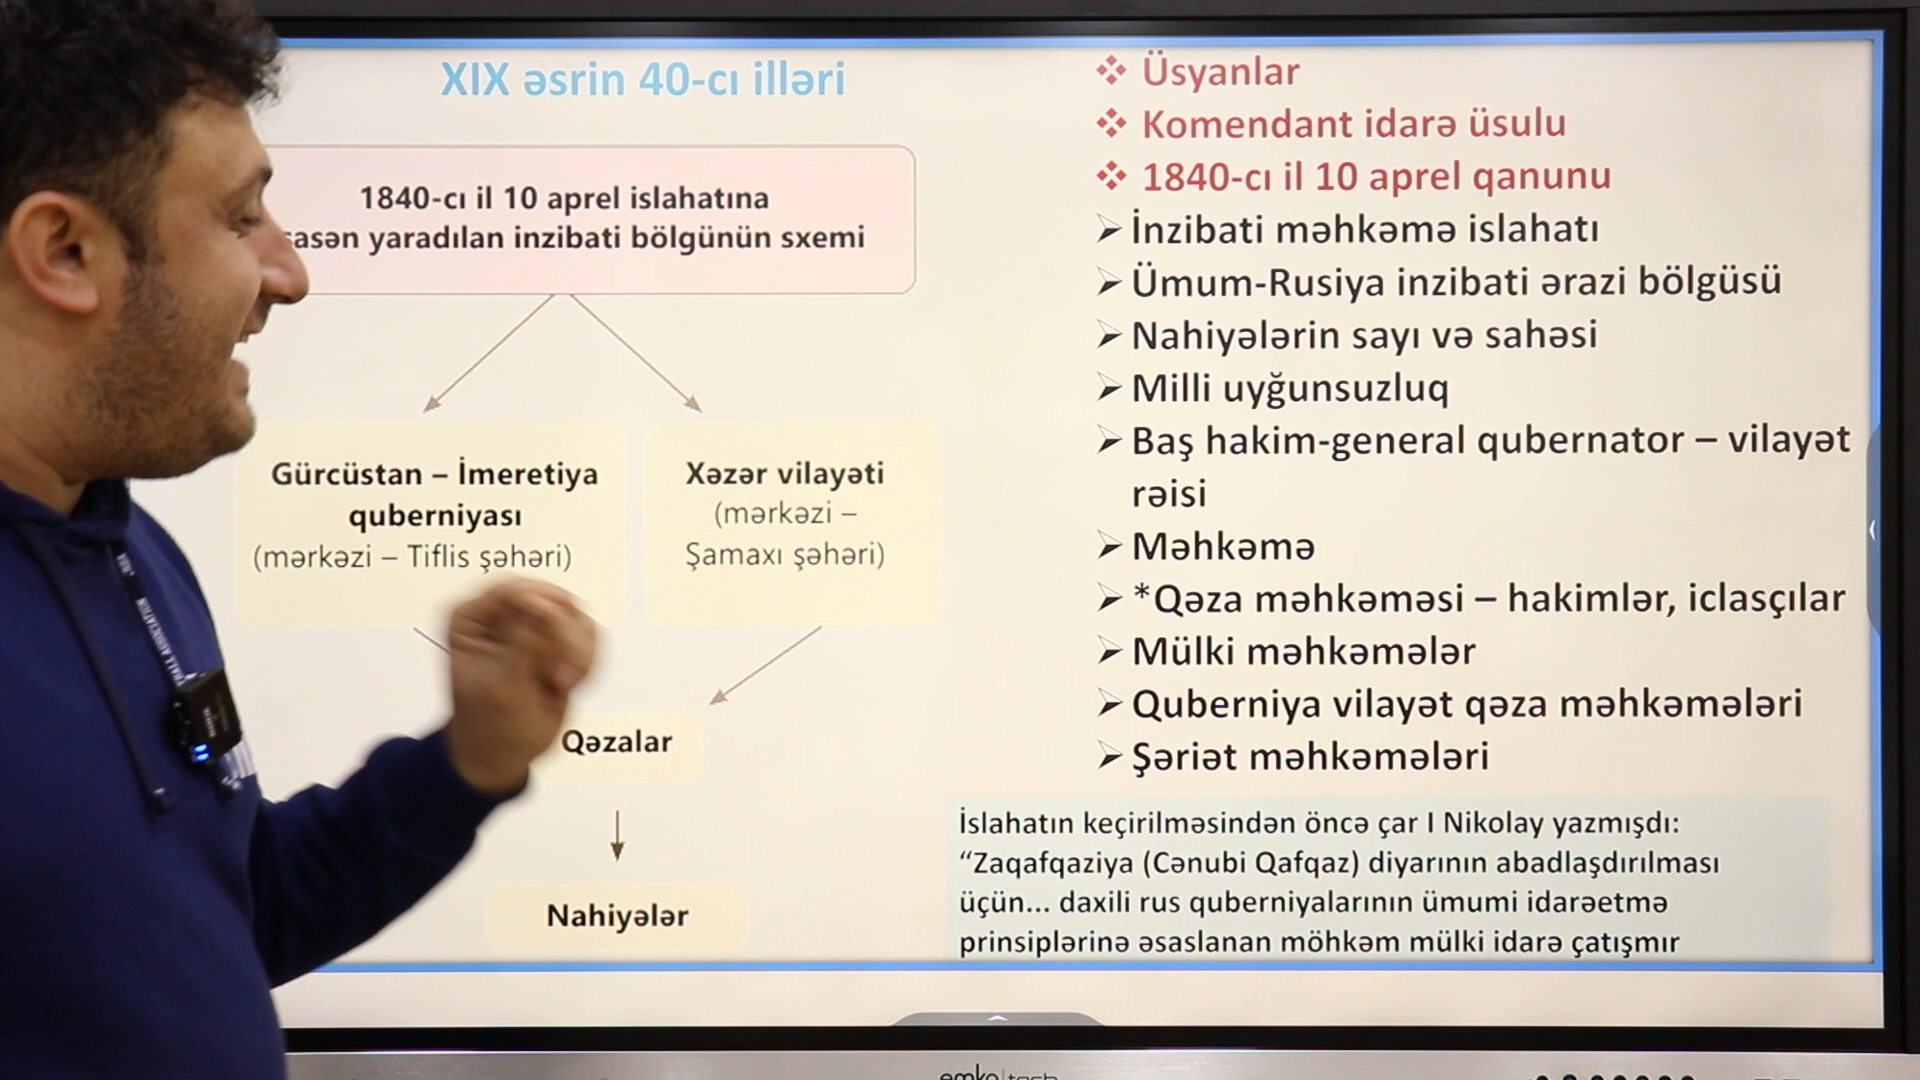 XIX əsrin 40-cı illəri
1840-cı il 10 aprel islahatına
yaradılan inzibati bölgünün sxemi
Gürcüstan – İmeretiya
quberniyası
(mərkəzi – Tiflis şəhəri)
Xəzər vilayəti
(mərkəzi –
Şamaxı şəhəri)
Qəzalar
Nahiyələr
❖ Üsyanlar
❖ Komendant idarə üsulu
❖ 1840-cı il 10 aprel qanunu
➢ İnzibati məhkəmə islahatı
➢ Ümum-Rusiya inzibati ərazi bölgüsü
➢ Nahiyələrin sayı və sahəsi
➢ Milli uyğunsuzluq
➢ Baş hakim-general qubernator – vilayət
rəisi
➢ Məhkəmə
➢ *Qəza məhkəməsi – hakimlər, iclasçılar
➢ Mülki məhkəmələr
➢ Quberniya vilayət qəza məhkəmələri
➢ Şəriət məhkəmələri
İslahatın keçirilməsindən öncə çar I Nikolay yazmışdı:
“Zaqafqaziya (Cənubi Qafqaz) diyarının abadlaşdırılması
üçün... daxili rus quberniyalarının ümumi idarəetmə
prinsiplərinə əsaslanan möhkəm mülki idarə çatışmır